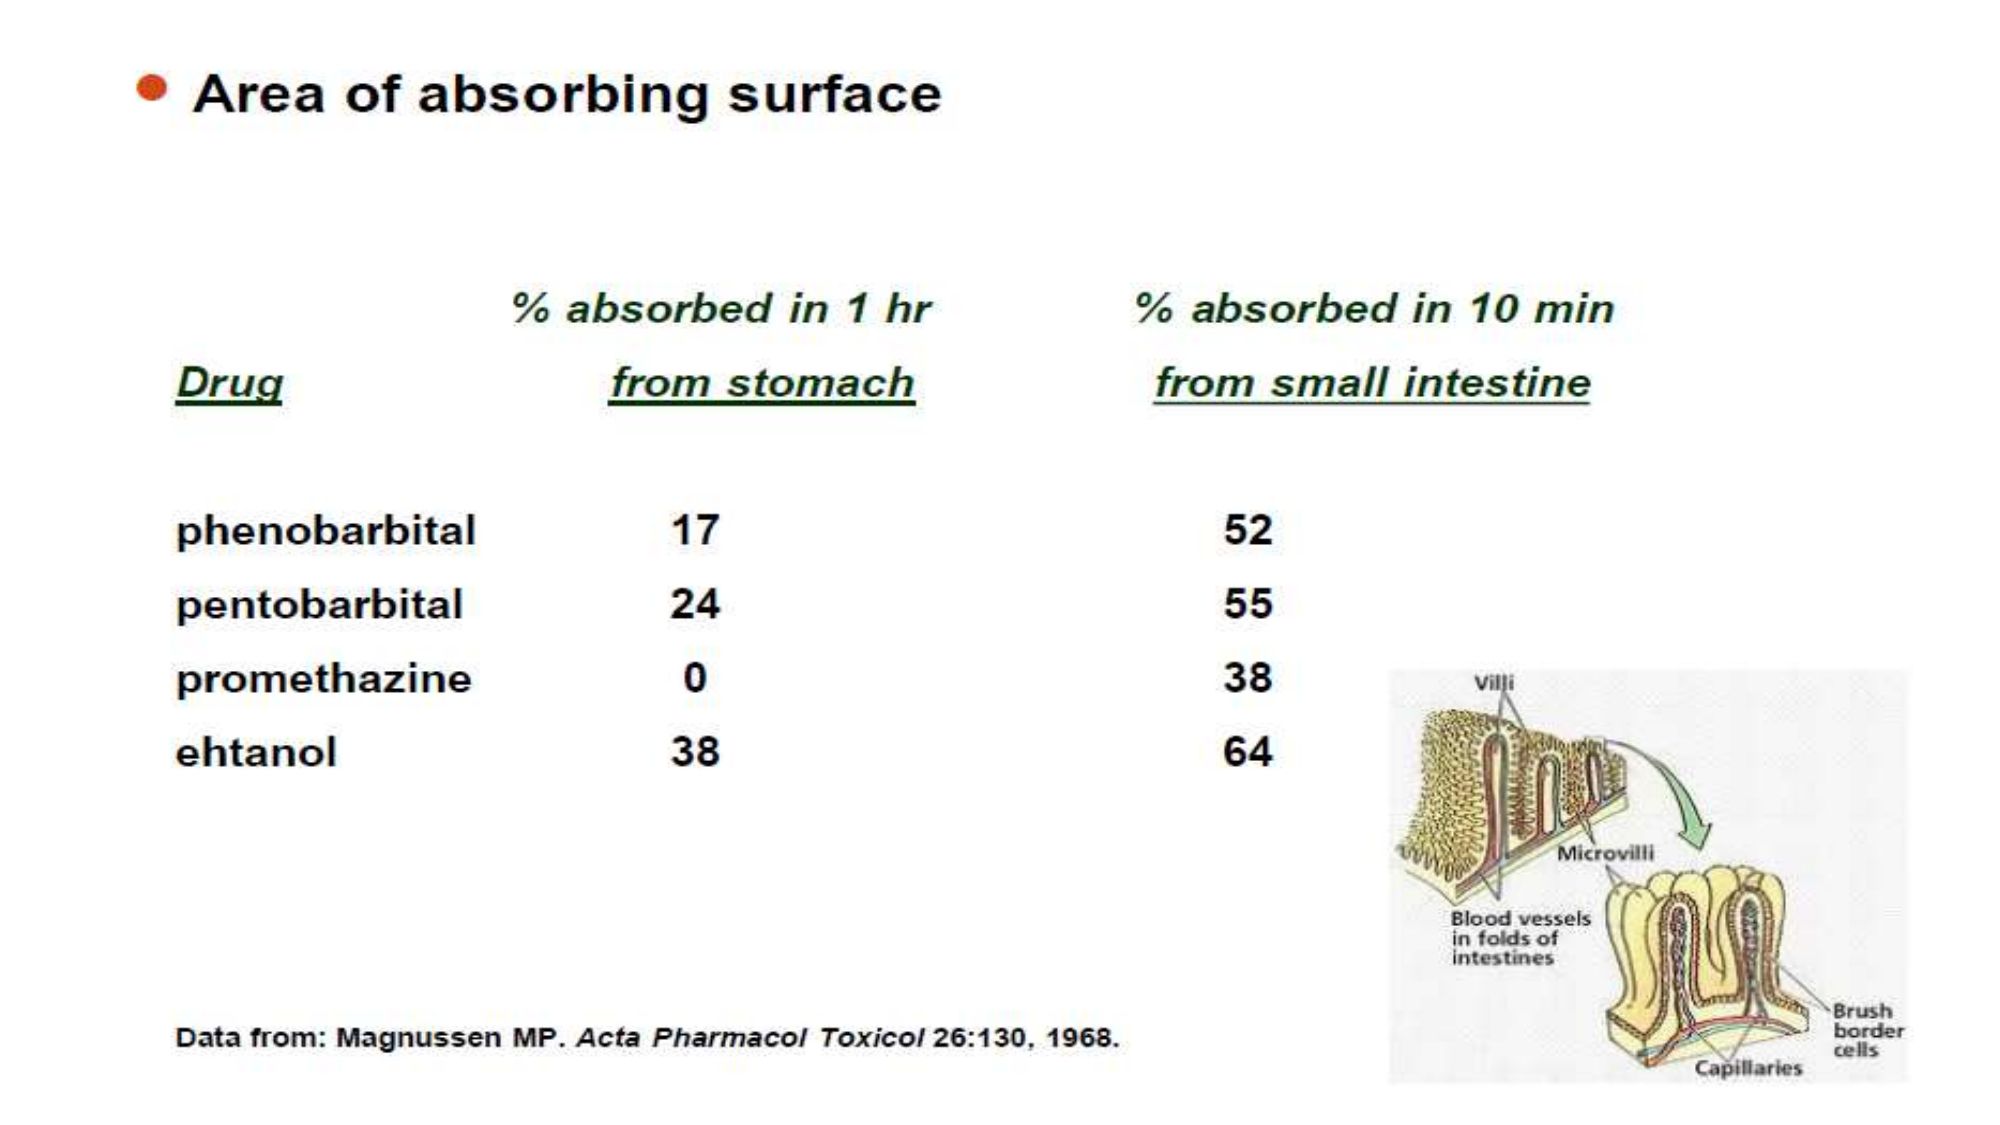 Area of absorbing surface
% absorbed in 1 hr % absorbed in 10 min
Drug from stomach from small intestine
phenobarbital 17 52
pentobarbital 24 55
promethazine 0 38
ehtanol 38 64
Villi
Microvilli
Blood vessels
in folds of
intestines
Brush
border
cells
Capillaries
Data from: Magnussen MP. Acta Pharmacol Toxicol 26:130, 1968.